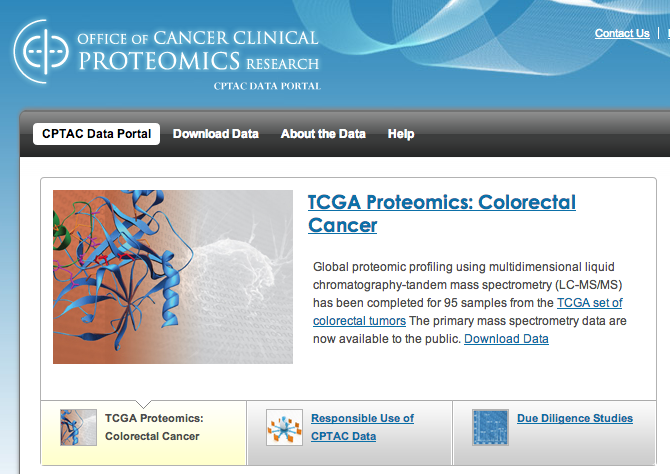 OFFICE OF CANCER CLINICAL
PROTEOMICS RESEARCH
CPTAC DATA PORTAL
Contact Us
CPTAC Data Portal Download Data About the Data Help
TCGA Proteomics: Colorectal
Cancer
Global proteomic profiling using multidimensional liquid
chromatography-tandem mass spectrometry (LC-MS/MS)
has been completed for 95 samples from the TCGA set of
colorectal tumors The primary mass spectrometry data are
now available to the public. Download Data
TCGA Proteomics:
Colorectal Cancer
Responsible Use of
CPTAC Data
Due Diligence Studies